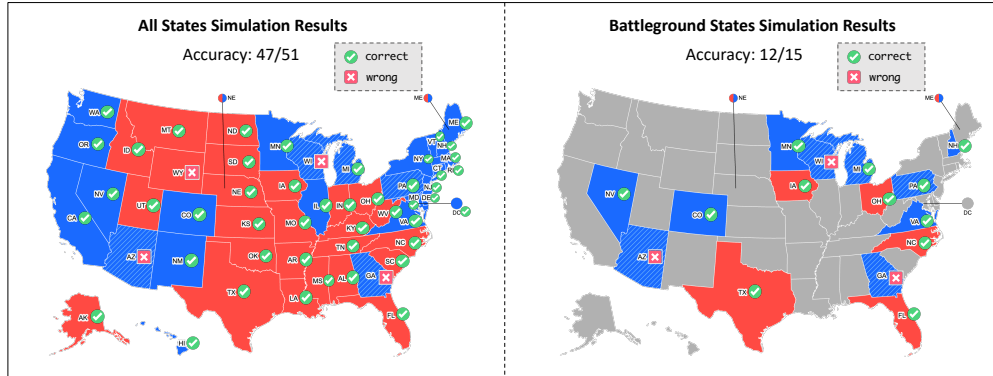 All States Simulation Results
Accuracy: 47/51
correct
wrong
NE
ME
WA
MT
ND
ME
OR
ID
MN
VT
NH
SD
WI
NY
MA
WY
MI
CT
RI
NV
NE
IA
PA
NJ
UT
CO
IL
IN
OH
MD
DE
DC
CA
KS
MO
WV
VA
KY
AZ
NM
OK
AR
TN
NC
SC
MS
AL
GA
TX
LA
AK
FL
HI
Battleground States Simulation Results
Accuracy: 12/15
correct
wrong
NE
ME
MN
NH
WI
MI
NV
IA
PA
CO
OH
DC
VA
AZ
NC
GA
TX
FL